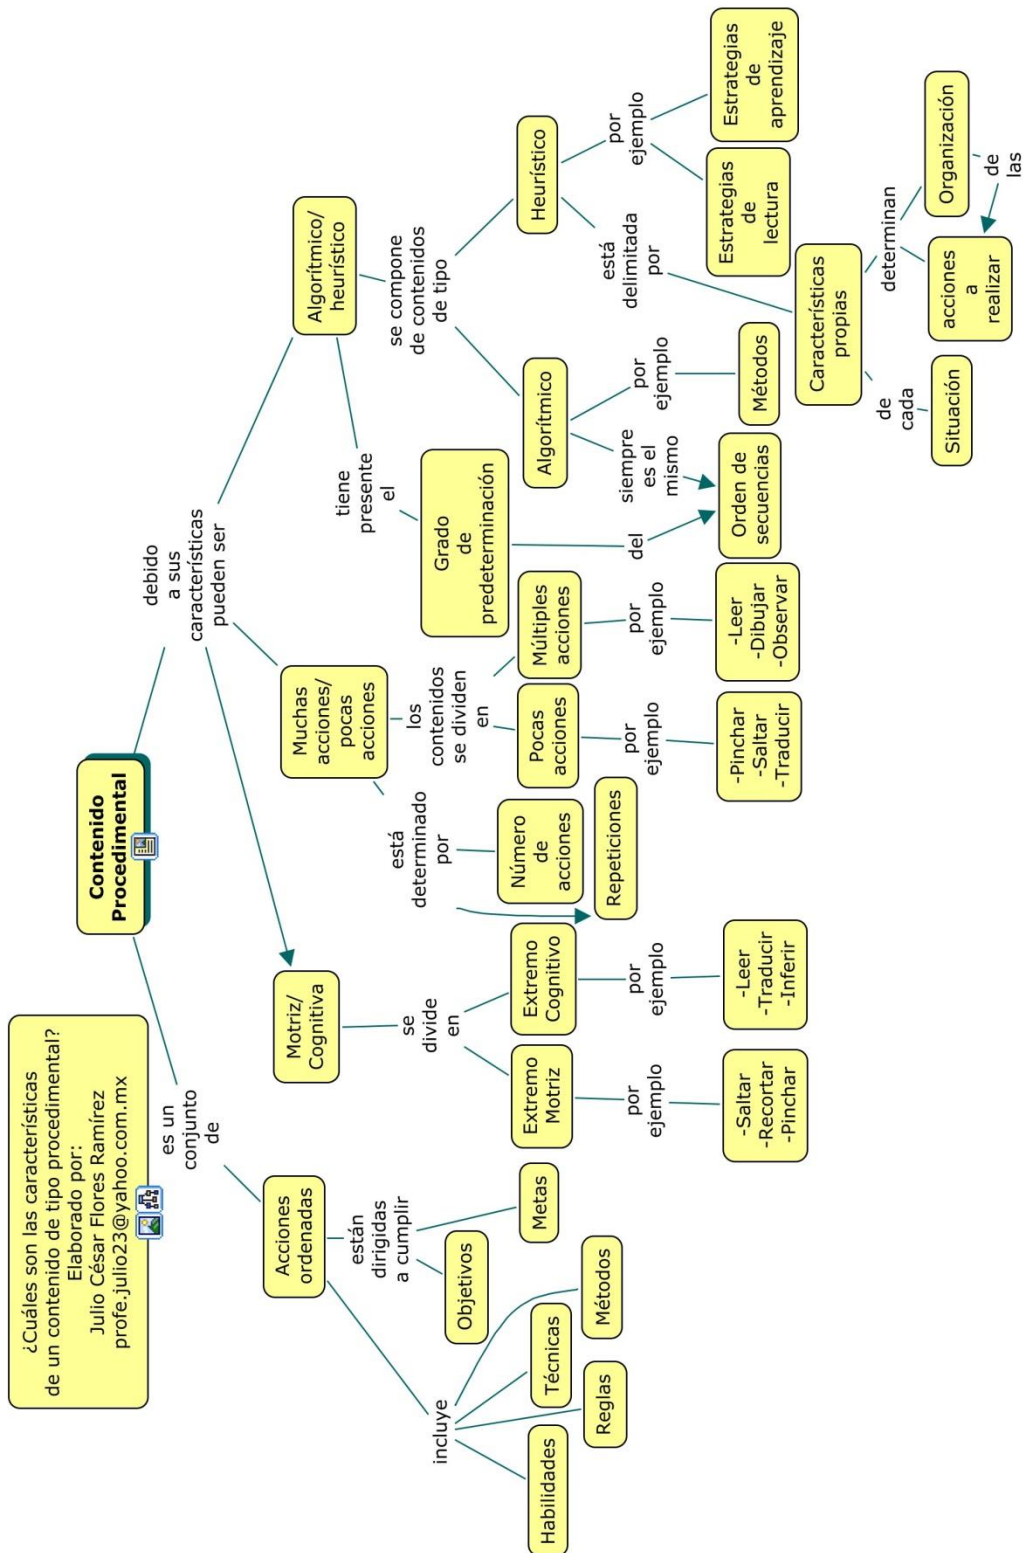 ¿Cuáles son las características
de un contenido de tipo procedimental?
Elaborado por:
Julio César Flores Ramírez
profe.julio23@yahoo.com.mx
Contenido
Procedimental
es un
conjunto
de
Acciones
ordenadas
incluye
Habilidades
Reglas
Técnicas
Métodos
están
dirigidas
a cumplir
Objetivos
Metas
debido
a sus
características
pueden ser
Motriz/
Cognitiva
se
divide
en
Extremo
Motriz
por
ejemplo
-Saltar
-Recortar
-Pinchar
Extremo
Cognitivo
por
ejemplo
-Leer
-Traducir
-Inferir
Muchas
acciones/
pocas
acciones
está
determinado
por
Número
de
acciones
Repeticiones
los
contenidos
se dividen
en
Pocas
acciones
por
ejemplo
-Pinchar
-Saltar
-Traducir
Múltiples
acciones
por
ejemplo
-Leer
-Dibujar
-Observar
Algorítmico/
heurístico
tiene
presente
el
Grado
de
predeterminación
del
Orden de
secuencias
se compone
de contenidos
de tipo
Algorítmico
siempre
es el
mismo
por
ejemplo
Métodos
Heurístico
está
delimitada
por
Características
propias
de
cada
Situación
determinan
acciones
a
realizar
Organización
de
las
por
ejemplo
Estrategias
de
lectura
Estrategias
de
aprendizaje